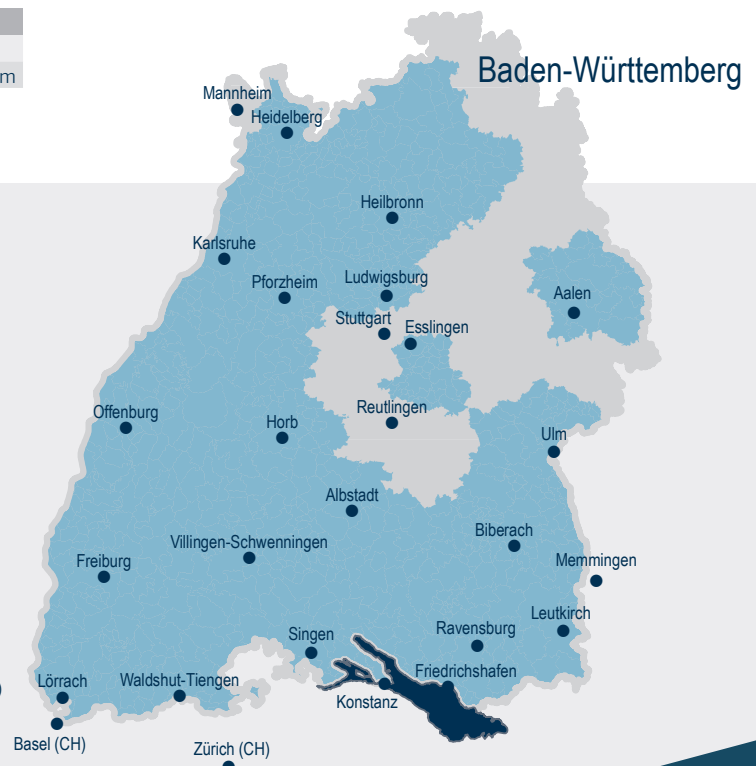 m
Baden-Württemberg
Mannheim
Heidelberg
Heilbronn
Karlsruhe
Pforzheim
Ludwigsburg
Aalen
Stuttgart
Esslingen
Offenburg
Horb
Reutlingen
Ulm
Albstadt
Villingen-Schwenningen
Biberach
Freiburg
Memmingen
Leutkirch
Singen
Ravensburg
Lörrach
Waldshut-Tiengen
Friedrichshafen
Konstanz
)
Basel (CH)
Zürich (CH)